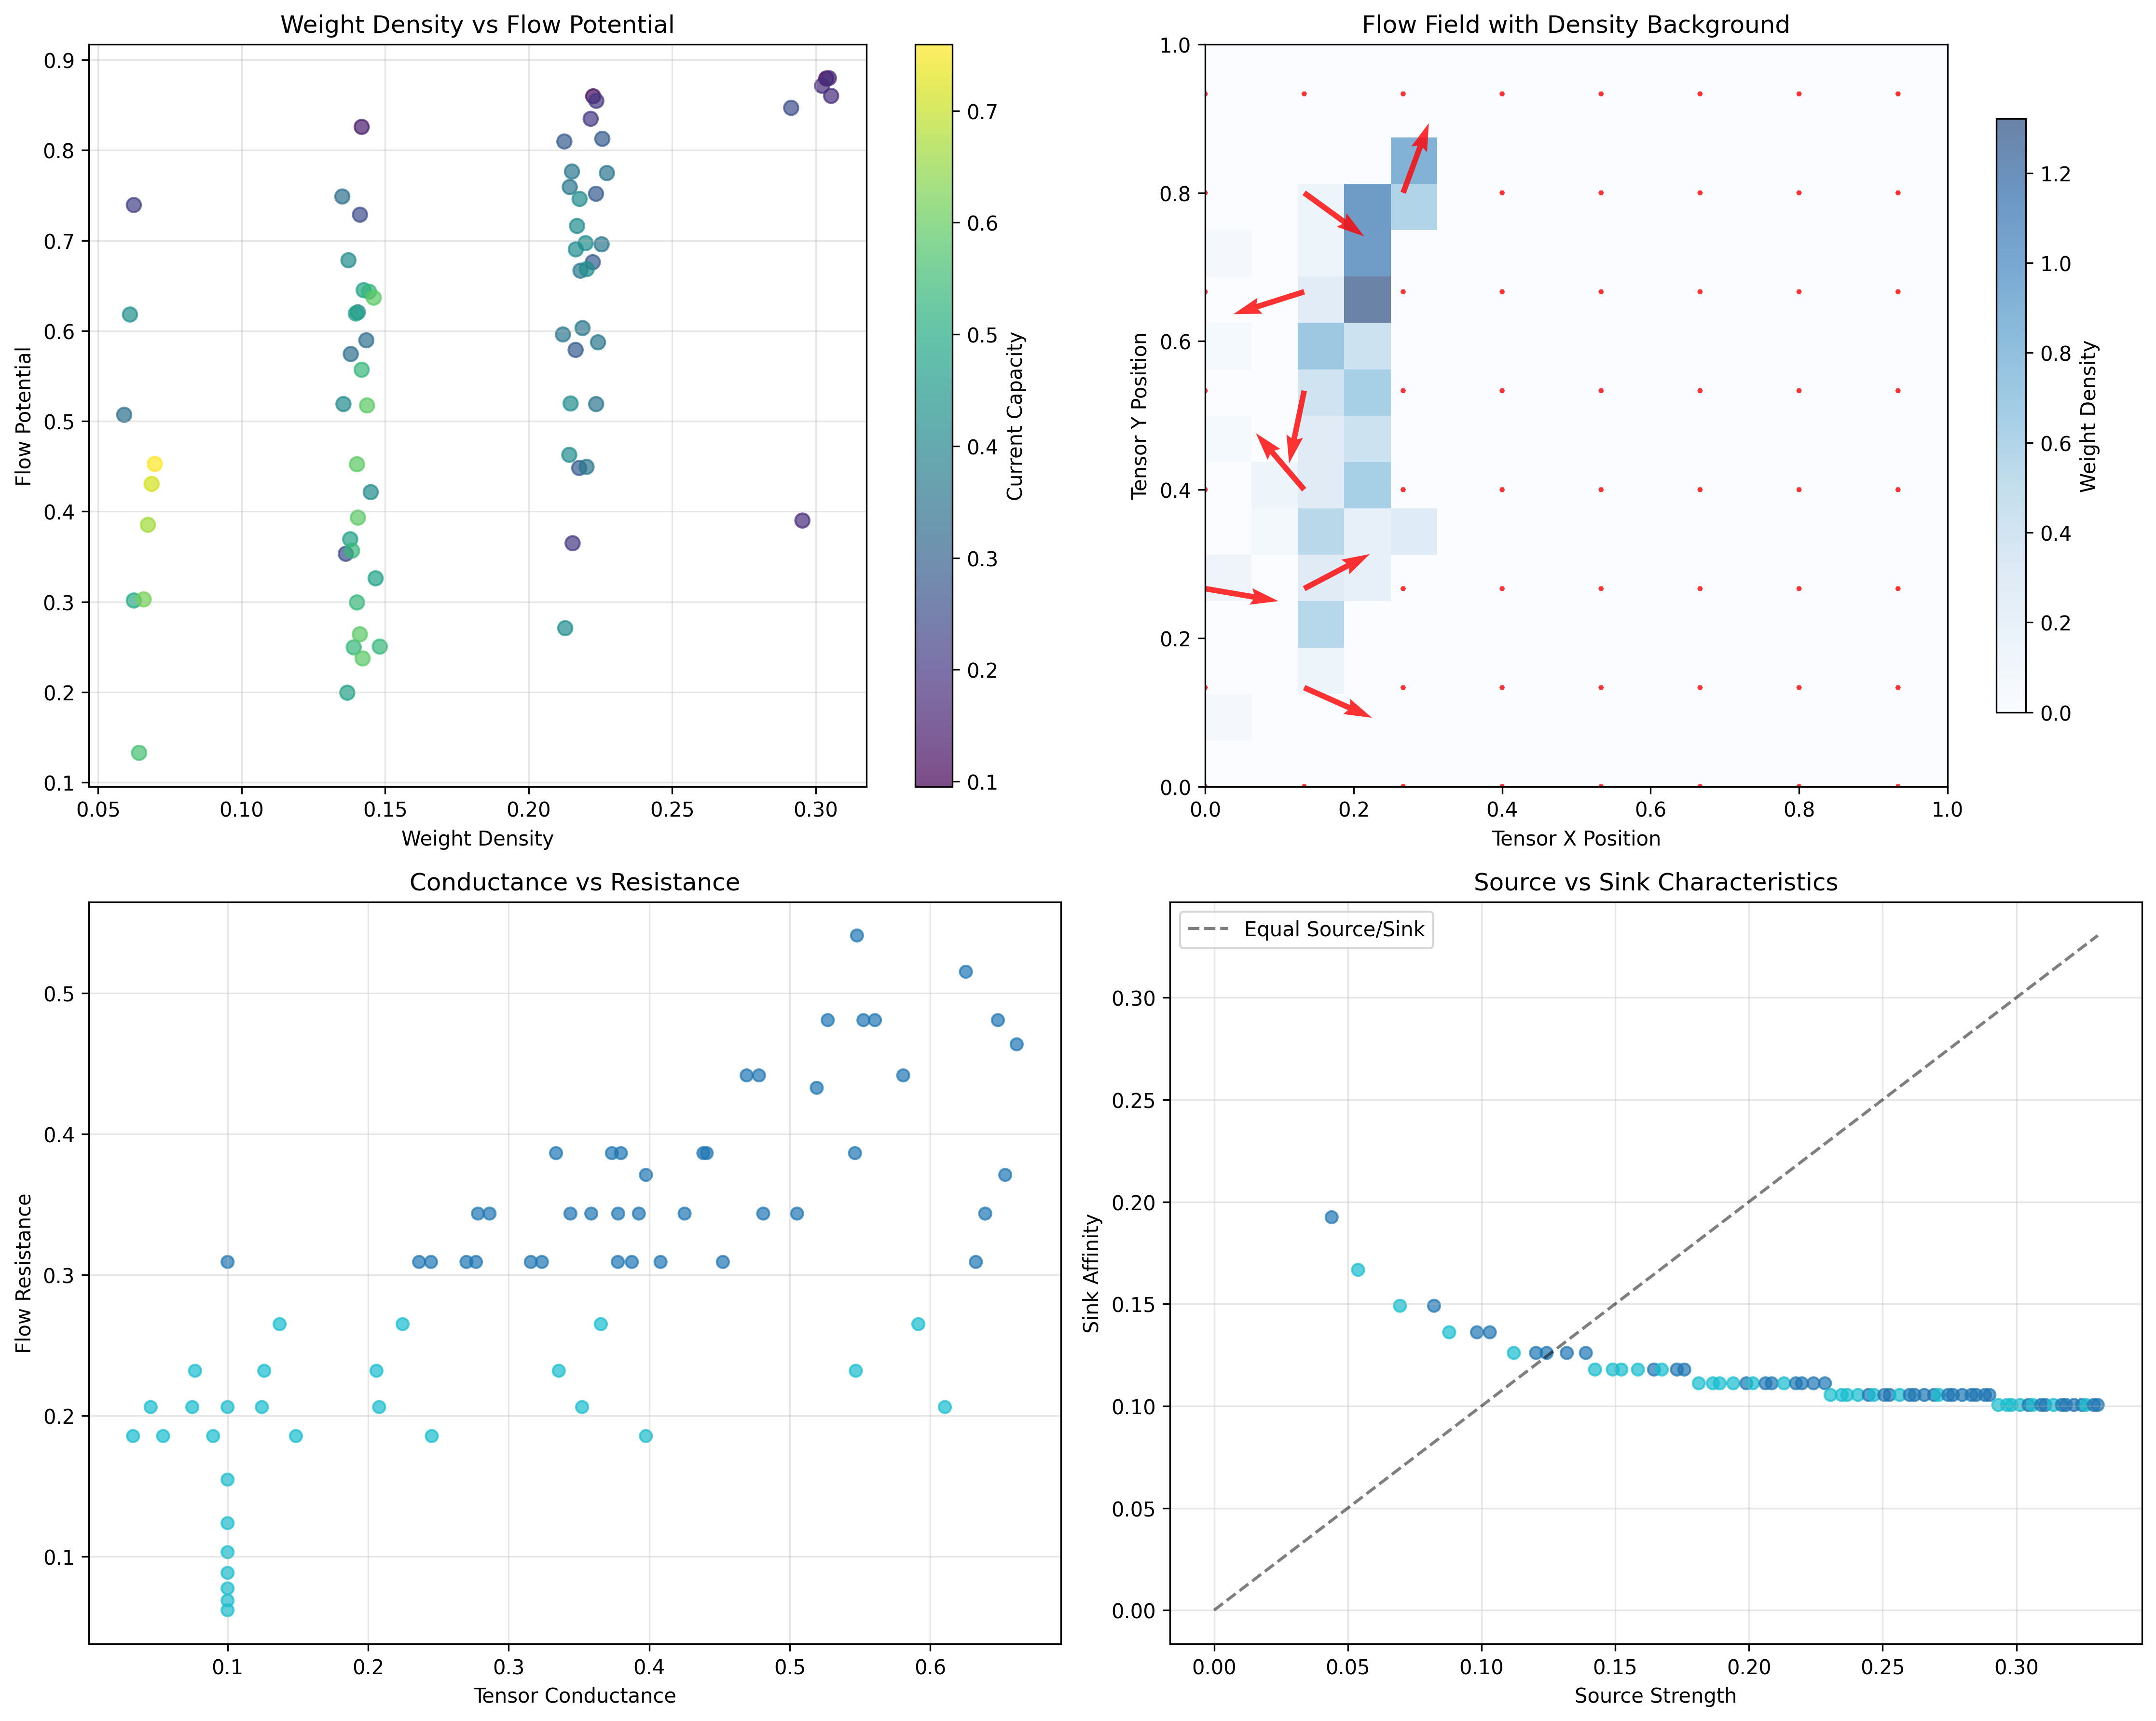 Weight Density vs Flow Potential
0.9
0.8
0.7
0.6
0.5
0.4
0.3
0.2
0.1
Flow Potential
0.05 0.10 0.15 0.20 0.25 0.30
Weight Density
0.7
0.6
0.5
0.4
0.3
0.2
0.1
Current Capacity
Flow Field with Density Background
1.0
0.8
0.6
0.4
0.2
0.0
Tensor Y Position
0.0 0.2 0.4 0.6 0.8 1.0
Tensor X Position
1.2
1.0
0.8
0.6
0.4
0.2
0.0
Weight Density
Conductance vs Resistance
0.5
0.4
0.3
0.2
0.1
Flow Resistance
0.1 0.2 0.3 0.4 0.5 0.6
Tensor Conductance
Source vs Sink Characteristics
Equal Source/Sink
0.30
0.25
0.20
0.15
0.10
0.05
0.00
Sink Affinity
0.00 0.05 0.10 0.15 0.20 0.25 0.30
Source Strength